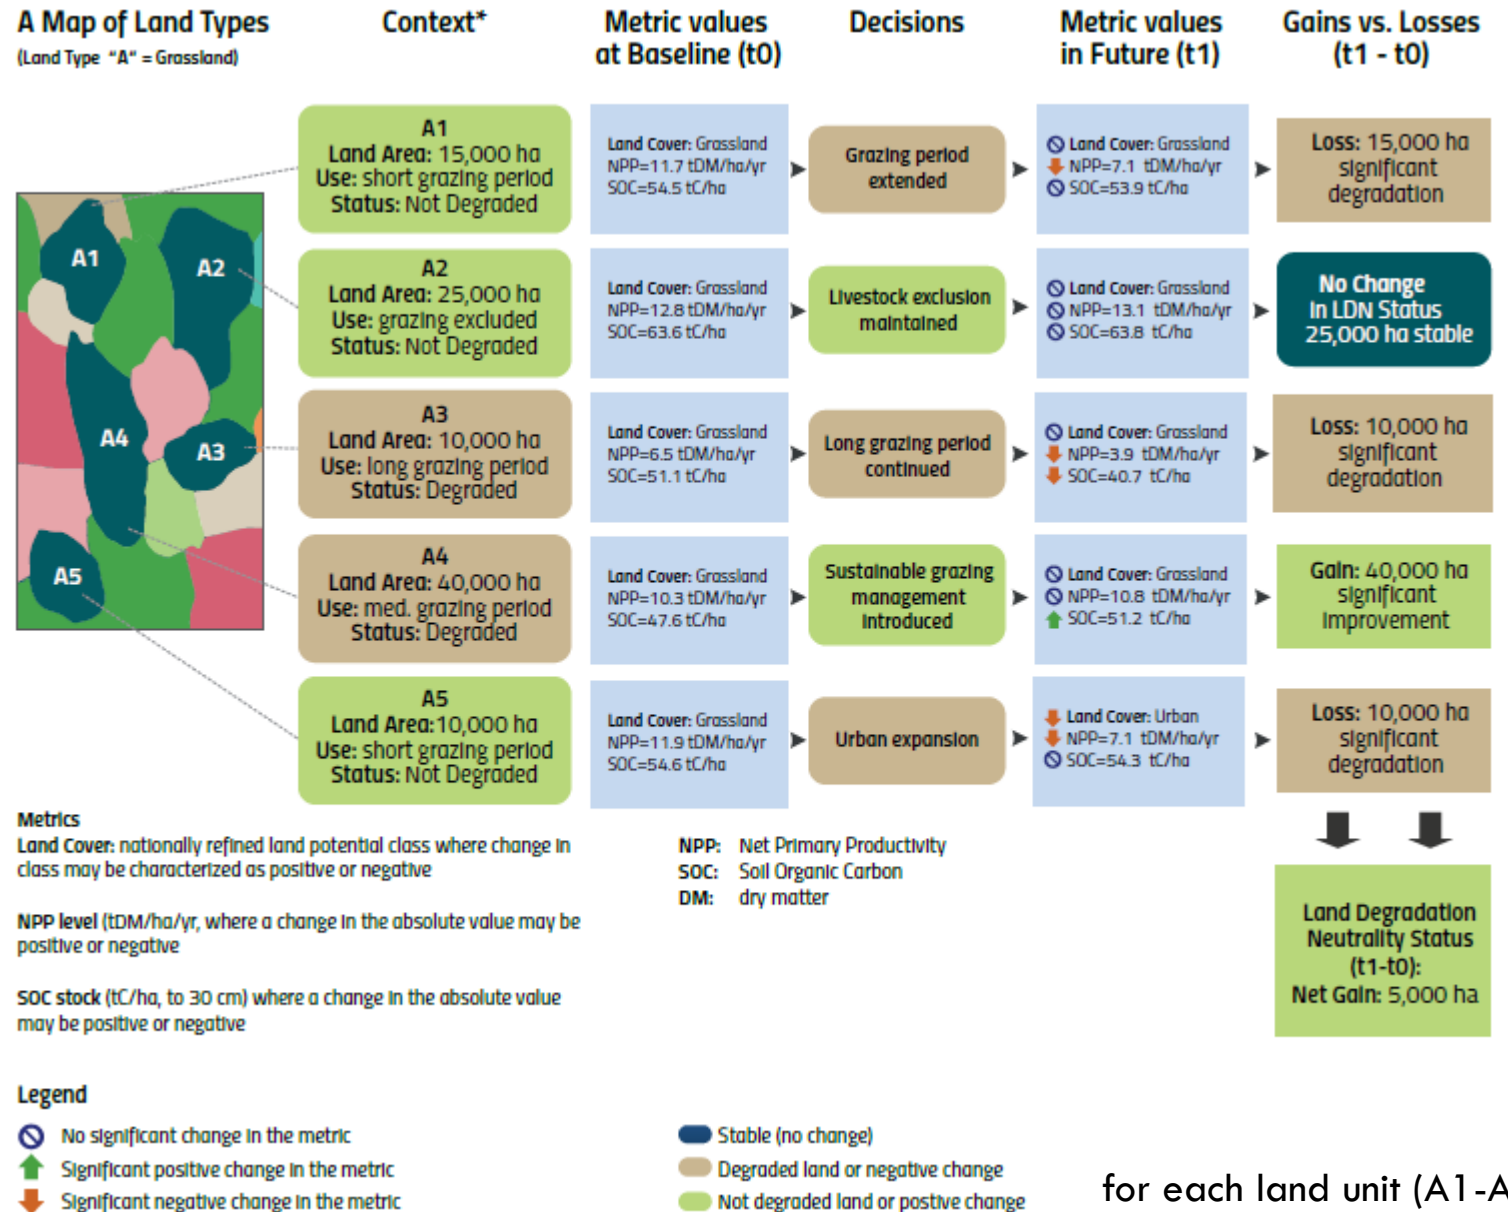 A Map of Land Types
(Land Type "A" = Grassland)
Context*
Metric values
at Baseline (t0)
Decisions
Metric values
in Future (t1)
Gains vs. Losses
(t1 - t0)
A1
A2
A3
A4
A5
A1
Land Area: 15,000 ha
Use: short grazing period
Status: Not Degraded
Land Cover: Grassland
NPP=11.7 tDM/ha/yr
SOC=54.5 tC/ha
Grazing period
extended
Land Cover: Grassland
NPP=7.1 tDM/ha/yr
SOC=53.9 tC/ha
Loss: 15,000 ha
significant
degradation
A2
Land Area: 25,000 ha
Use: grazing excluded
Status: Not Degraded
Land Cover: Grassland
NPP=12.8 tDM/ha/yr
SOC=63.6 tC/ha
Livestock exclusion
maintained
Land Cover: Grassland
NPP=13.1 tDM/ha/yr
SOC=63.8 tC/ha
No Change
in LDN Status
25,000 ha stable
A3
Land Area: 10,000 ha
Use: long grazing period
Status: Degraded
Land Cover: Grassland
NPP=6.5 tDM/ha/yr
SOC=51.1 tC/ha
Long grazing period
continued
Land Cover: Grassland
NPP=3.9 tDM/ha/yr
SOC=40.7 tC/ha
Loss: 10,000 ha
significant
degradation
A4
Land Area: 40,000 ha
Use: med. grazing period
Status: Degraded
Land Cover: Grassland
NPP=10.3 tDM/ha/yr
SOC=47.6 tC/ha
Sustainable grazing
management
introduced
Land Cover: Grassland
NPP=10.8 tDM/ha/yr
SOC=51.2 tC/ha
Gain: 40,000 ha
significant
improvement
A5
Land Area:10,000 ha
Use: short grazing period
Status: Not Degraded
Land Cover: Grassland
NPP=11.9 tDM/ha/yr
SOC=54.6 tC/ha
Urban expansion
Land Cover: Urban
NPP=7.1 tDM/ha/yr
SOC=54.3 tC/ha
Loss: 10,000 ha
significant
degradation
Metrics
Land Cover: nationally refined land potential class where change in
class may be characterized as positive or negative
NPP level (tDM/ha/yr, where a change in the absolute value may be
positive or negative
SOC stock (tC/ha, to 30 cm) where a change in the absolute value
may be positive or negative
NPP: Net Primary Productivity
SOC: Soil Organic Carbon
DM: dry matter
Land Degradation
Neutrality Status
(t1-t0):
Net Gain: 5,000 ha
Legend
No significant change in the metric
Significant positive change in the metric
Significant negative change in the metric
Stable (no change)
Degraded land or negative change
Not degraded land or postive change
for each land unit (A1-A